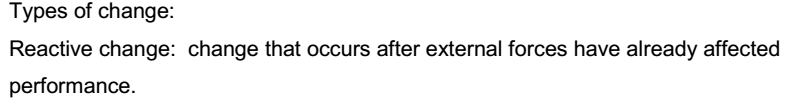 Types of change:
Reactive change:  change that occurs after external forces have already affected
performance.